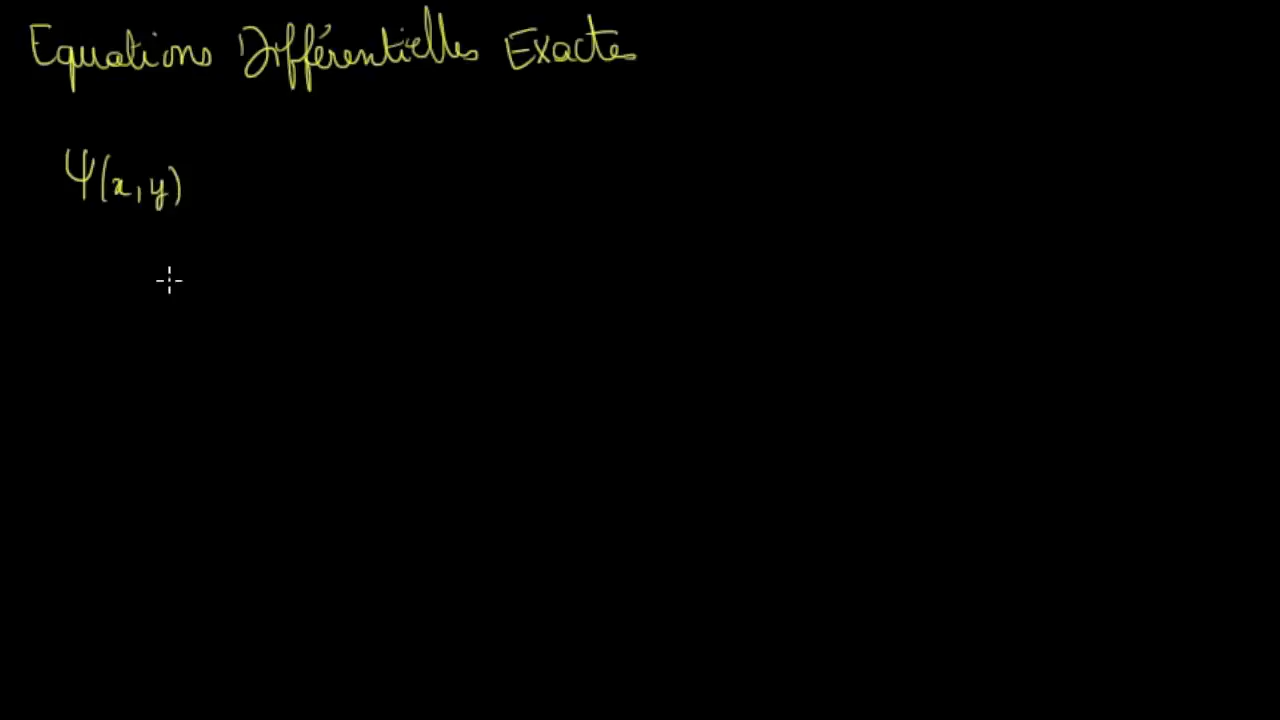 Equations Différentielles Exactes
Ψ(x, y)